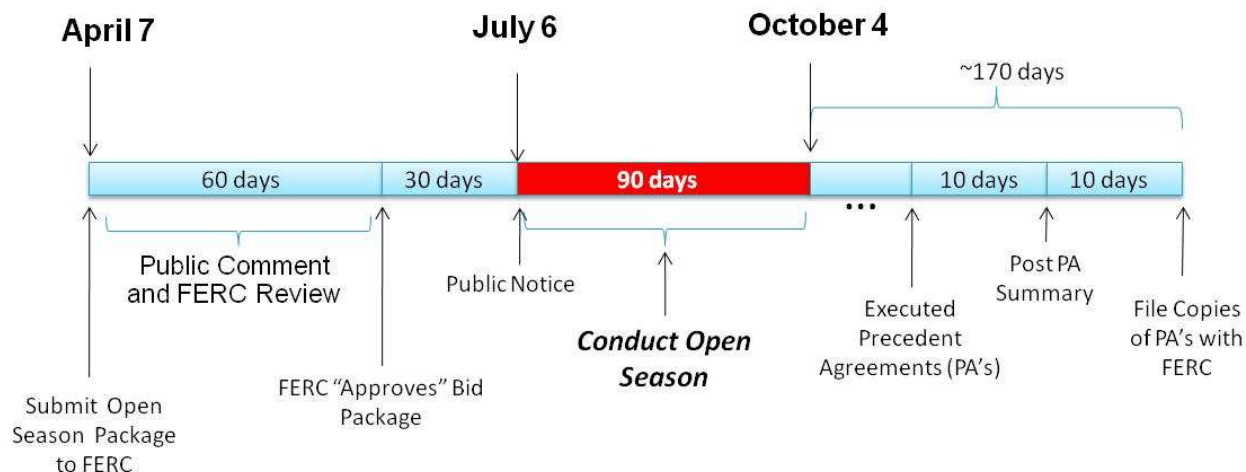 April 7
July 6
October 4
~170 days
60 days
30 days
90 days
10 days
10 days
...
Public Comment
and FERC Review
Public Notice
Conduct Open
Season
Executed
Precedent
Agreements (PA's)
Post PA
Summary
File Copies
of PA's with
FERC
FERC “Approves” Bid
Package
Submit Open
Season Package
to FERC